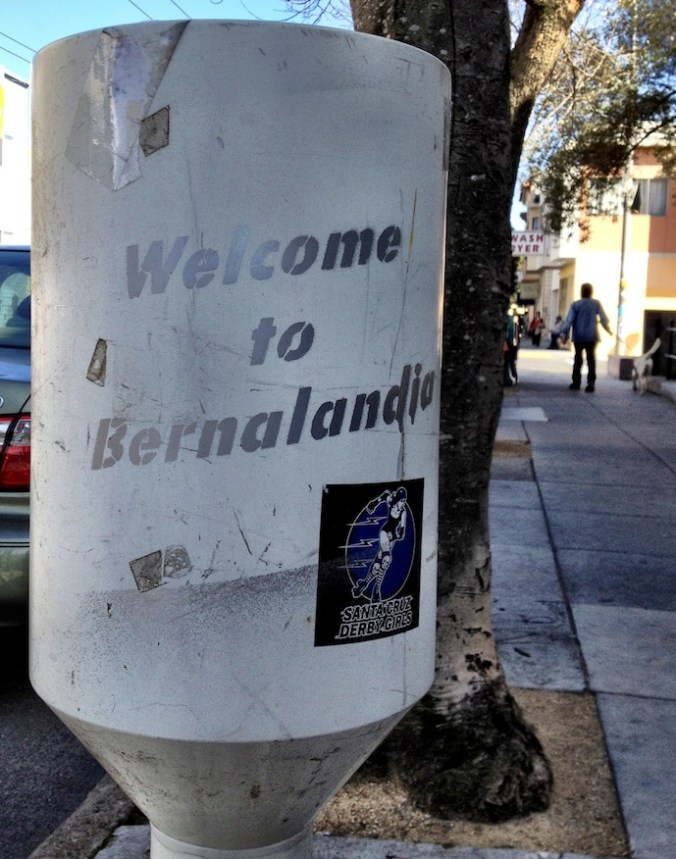 Welcome
to
Bernalandia
SANTA CRUZ
DERBY GIRLS
WASH
DYER